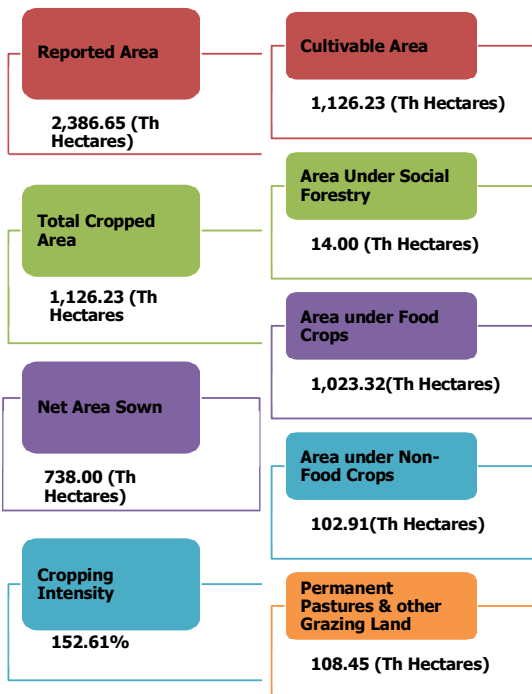 Reported Area
2,386.65 (Th
Hectares)
Total Cropped
Area
1,126.23 (Th
Hectares
Net Area Sown
738.00 (Th
Hectares)
Cropping
Intensity
152.61%
Cultivable Area
1,126.23 (Th Hectares)
Area Under Social
Forestry
14.00 (Th Hectares)
Area under Food
Crops
1,023.32(Th Hectares)
Area under Non-
Food Crops
102.91(Th Hectares)
Permanent
Pastures & other
Grazing Land
108.45 (Th Hectares)